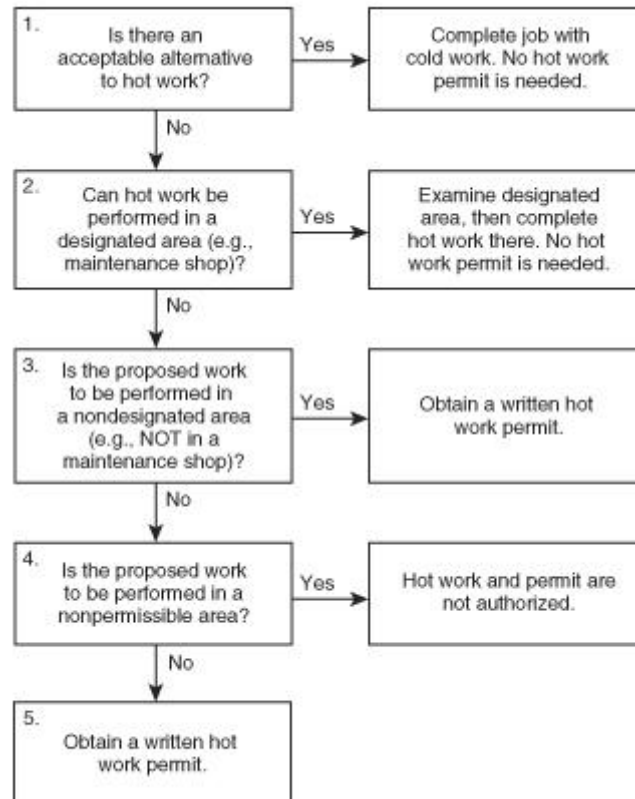 1.
Is there an
acceptable alternative
to hot work?
Yes
Complete job with
cold work. No hot work
permit is needed.
No
2.
Can hot work be
performed in a
designated area (e.g.,
maintenance shop)?
Yes
Examine designated
area, then complete
hot work there. No hot
work permit is needed.
No
3.
Is the proposed work
to be performed in
a nondesignated area
(e.g., NOT in a
maintenance shop)?
Yes
Obtain a written hot
work permit.
No
4.
Is the proposed work
to be performed in a
nonpermissible area?
Yes
Hot work and permit are
not authorized.
No
5.
Obtain a written hot
work permit.